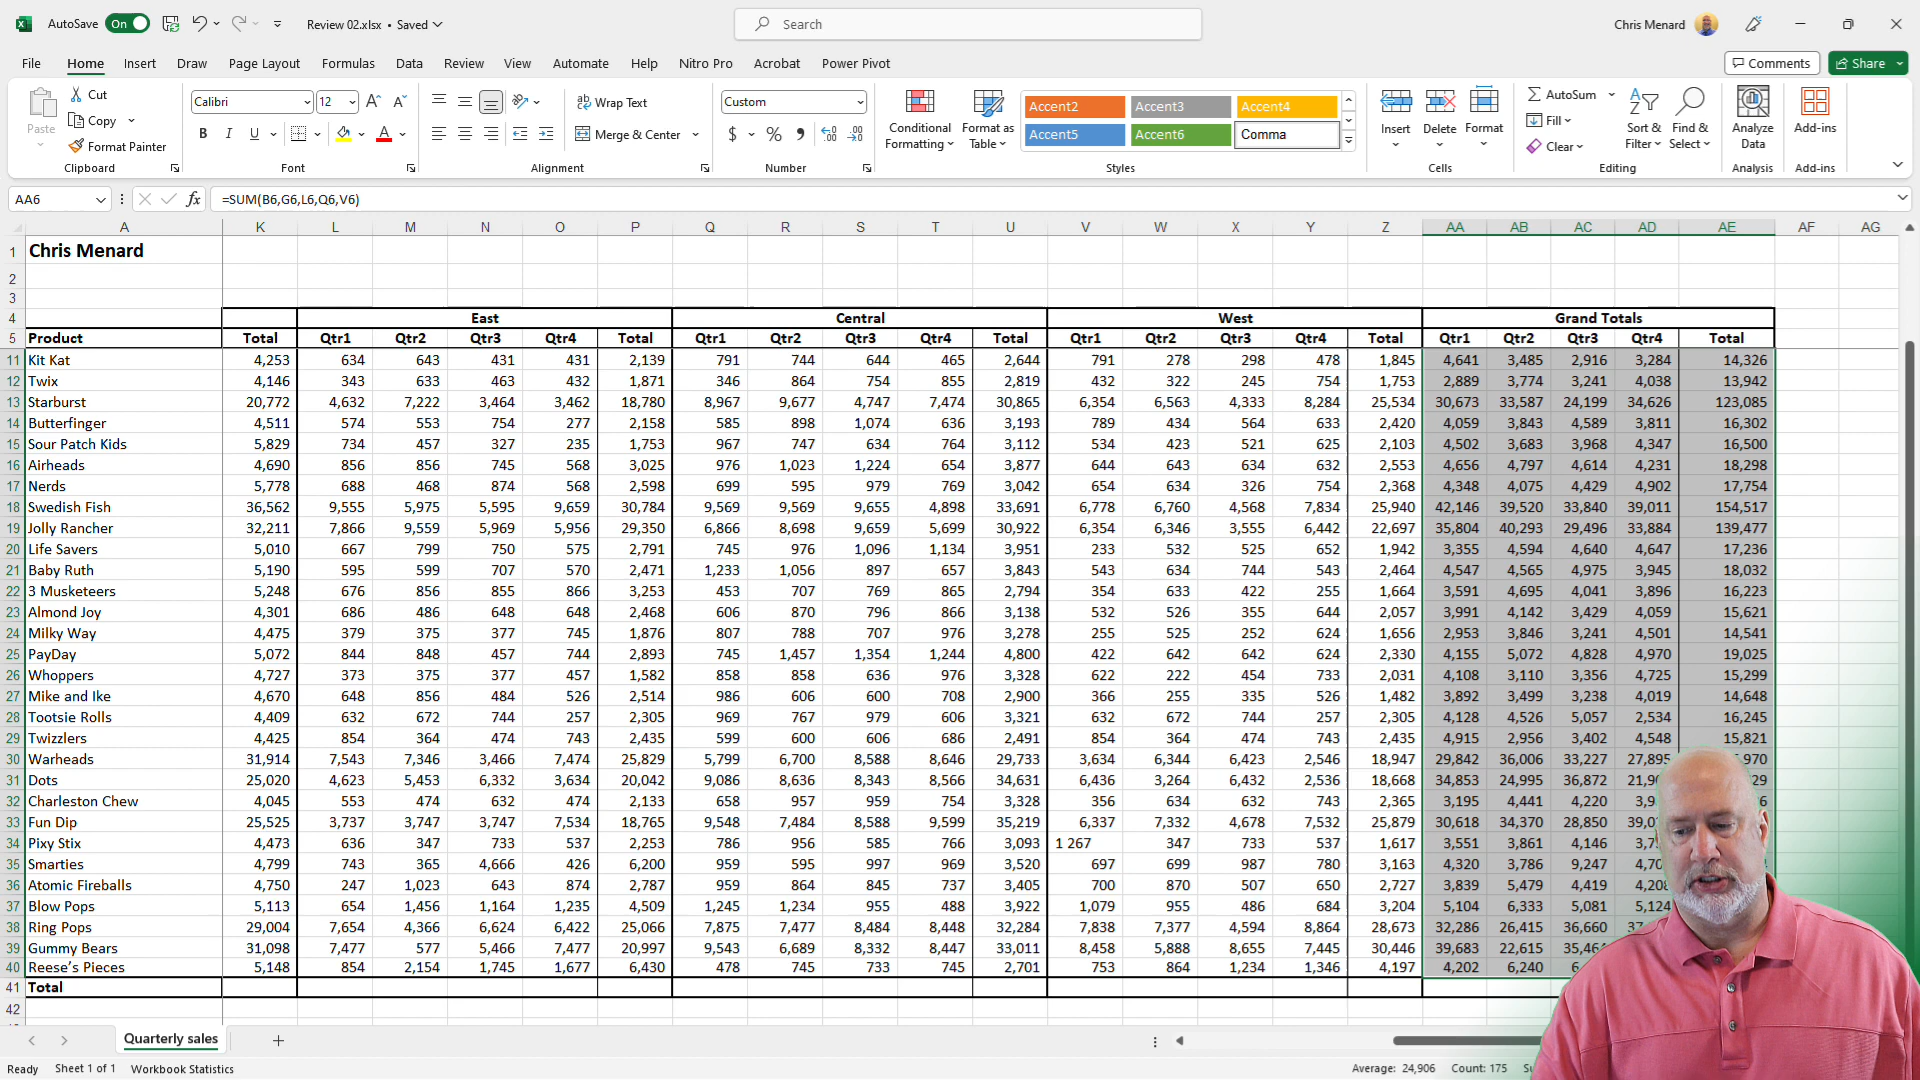 AutoSave On Review 02.xlsx • Saved Search Chris Menard
File Home Insert Draw Page Layout Formulas Data Review View Automate Help Nitro Pro Acrobat Power Pivot Comments Share
Paste Cut Copy Format Painter Clipboard
Calibri 12 B I U A Font
Wrap Text Merge & Center Alignment
Custom $ % Number
Conditional Formatting Format as Table Accent2 Accent3 Accent4 Accent5 Accent6 Comma Styles
Insert Delete Format Cells
AutoSum Fill Clear Sort & Filter Find & Select Editing
Analyze Data Analysis Add-ins Add-ins
AA6 fx =SUM(B6,G6,L6,Q6,V6)
A K L M N O P Q R S T U V W X Y Z AA AB AC AD AE AF AG
1 Chris Menard
2
3
4 East Central West Grand Totals
5 Product Total Qtr1 Qtr2 Qtr3 Qtr4 Total Qtr1 Qtr2 Qtr3 Qtr4 Total Qtr1 Qtr2 Qtr3 Qtr4 Total Qtr1 Qtr2 Qtr3 Qtr4 Total
11 Kit Kat 4,253 634 643 431 431 2,139 791 744 644 465 2,644 791 278 298 478 1,845 4,641 3,485 2,916 3,284 14,326
12 Twix 4,146 343 633 463 432 1,871 346 864 754 855 2,819 432 322 245 754 1,753 2,889 3,774 3,241 4,038 13,942
13 Starburst 20,772 4,632 7,222 3,464 3,462 18,780 8,967 9,677 4,747 7,474 30,865 6,354 6,563 4,333 8,284 25,534 30,673 33,587 24,199 34,626 123,085
14 Butterfinger 4,511 574 553 754 277 2,158 585 898 1,074 636 3,193 789 434 564 633 2,420 4,059 3,843 4,589 3,811 16,302
15 Sour Patch Kids 5,829 734 457 327 235 1,753 967 747 634 764 3,112 534 423 521 625 2,103 4,502 3,683 3,968 4,347 16,500
16 Airheads 4,690 856 856 745 568 3,025 976 1,023 1,224 654 3,877 644 643 634 632 2,553 4,656 4,797 4,614 4,231 18,298
17 Nerds 5,778 688 468 874 568 2,598 699 595 979 769 3,042 654 634 326 754 2,368 4,348 4,075 4,429 4,902 17,754
18 Swedish Fish 36,562 9,555 5,975 5,595 9,659 30,784 9,569 9,569 9,655 4,898 33,691 6,778 6,760 4,568 7,834 25,940 42,146 39,520 33,840 39,011 154,517
19 Jolly Rancher 32,211 7,866 9,559 5,969 5,956 29,350 6,866 8,698 9,659 5,699 30,922 6,354 6,346 3,555 6,442 22,697 35,804 40,293 29,496 33,884 139,477
20 Life Savers 5,010 667 799 750 575 2,791 745 976 1,096 1,134 3,951 233 532 525 652 1,942 3,355 4,594 4,640 4,647 17,236
21 Baby Ruth 5,190 595 599 707 570 2,471 1,233 1,056 897 657 3,843 543 634 744 543 2,464 4,547 4,565 4,975 3,945 18,032
22 3 Musketeers 5,248 676 856 855 866 3,253 453 707 769 865 2,794 354 633 422 255 1,664 3,591 4,695 4,041 3,896 16,223
23 Almond Joy 4,301 686 486 648 648 2,468 606 870 796 866 3,138 532 526 355 644 2,057 3,991 4,142 3,429 4,059 15,621
24 Milky Way 4,475 379 375 377 745 1,876 807 788 707 976 3,278 255 525 252 624 1,656 2,953 3,846 3,241 4,501 14,541
25 PayDay 5,072 844 848 457 744 2,893 745 1,457 1,354 1,244 4,800 422 642 642 624 2,330 4,155 5,072 4,828 4,970 19,025
26 Whoppers 4,727 373 375 377 457 1,582 858 858 636 976 3,328 622 222 454 733 2,031 4,108 3,110 3,356 4,725 15,299
27 Mike and Ike 4,670 648 856 484 526 2,514 986 606 600 708 2,900 366 255 335 526 1,482 3,892 3,499 3,238 4,019 14,648
28 Tootsie Rolls 4,409 632 672 744 257 2,305 969 767 979 606 3,321 632 672 744 257 2,305 4,128 4,526 5,057 2,534 16,245
29 Twizzlers 4,425 854 364 474 743 2,435 599 600 606 686 2,491 854 364 474 743 2,435 4,915 2,956 3,402 4,548 15,821
30 Warheads 31,914 7,543 7,346 3,466 7,474 25,829 5,799 6,700 8,588 8,646 29,733 3,634 6,344 6,423 2,546 18,947 29,842 36,006 33,227 27,895
31 Dots 25,020 4,623 5,453 6,332 3,634 20,042 9,086 8,636 8,343 8,566 34,631 6,436 3,264 6,432 2,536 18,668 34,853 24,995 36,872
32 Charleston Chew 4,045 553 474 632 474 2,133 658 957 959 754 3,328 356 634 632 743 2,365 3,195 4,441 4,220
33 Fun Dip 25,525 3,737 3,747 3,747 7,534 18,765 9,548 7,484 8,588 9,599 35,219 6,337 7,332 4,678 7,532 25,879 30,618 34,370 28,850
34 Pixy Stix 4,473 636 347 733 537 2,253 786 956 585 766 3,093 1 267 347 733 537 1,617 3,551 3,861 4,146
35 Smarties 4,799 743 365 4,666 426 6,200 959 595 997 969 3,520 697 699 987 780 3,163 4,320 3,786 9,247
36 Atomic Fireballs 4,750 247 1,023 643 874 2,787 959 864 845 737 3,405 700 870 507 650 2,727 3,839 5,479 4,419 4,208
37 Blow Pops 5,113 654 1,456 1,164 1,235 4,509 1,245 1,234 955 488 3,922 1,079 955 486 684 3,204 5,104 6,333 5,081 5,124
38 Ring Pops 29,004 7,654 4,366 6,624 6,422 25,066 7,875 7,477 8,484 8,448 32,284 7,838 7,377 4,594 8,864 28,673 32,286 26,415 36,660
39 Gummy Bears 31,098 7,477 577 5,466 7,477 20,997 9,543 6,689 8,332 8,447 33,011 8,458 5,888 8,655 7,445 30,446 39,683 22,615 35,464
40 Reese's Pieces 5,148 854 2,154 1,745 1,677 6,430 478 745 733 745 2,701 753 864 1,234 1,346 4,197 4,202 6,240
41 Total
42
Quarterly sales
Ready Sheet 1 of 1 Workbook Statistics Average: 24,906 Count: 175